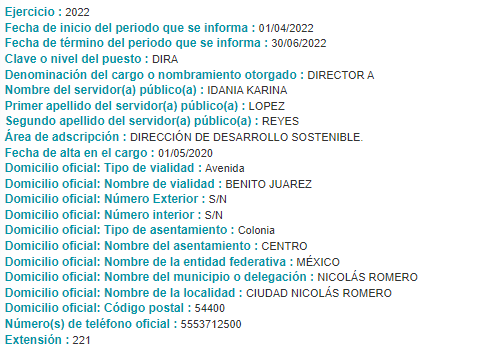 Ejercicio : 2022
Fecha de inicio del periodo que se informa : 01/04/2022
Fecha de término del periodo que se informa : 30/06/2022
Clave o nivel del puesto : DIRA
Denominación del cargo o nombramiento otorgado : DIRECTOR A
Nombre del servidor(a) público(a) : IDANIA KARINA
Primer apellido del servidor(a) público(a) : LOPEZ
Segundo apellido del servidor(a) público(a) : REYES
Área de adscripción : DIRECCIÓN DE DESARROLLO SOSTENIBLE.
Fecha de alta en el cargo : 01/05/2020
Domicilio oficial: Tipo de vialidad : Avenida
Domicilio oficial: Nombre de vialidad : BENITO JUAREZ
Domicilio oficial: Número Exterior : S/N
Domicilio oficial: Número interior : S/N
Domicilio oficial: Tipo de asentamiento : Colonia
Domicilio oficial: Nombre del asentamiento : CENTRO
Domicilio oficial: Nombre de la entidad federativa : MÉXICO
Domicilio oficial: Nombre del municipio o delegación : NICOLÁS ROMERO
Domicilio oficial: Nombre de la localidad : CIUDAD NICOLÁS ROMERO
Domicilio oficial: Código postal : 54400
Número(s) de teléfono oficial : 5553712500
Extensión : 221